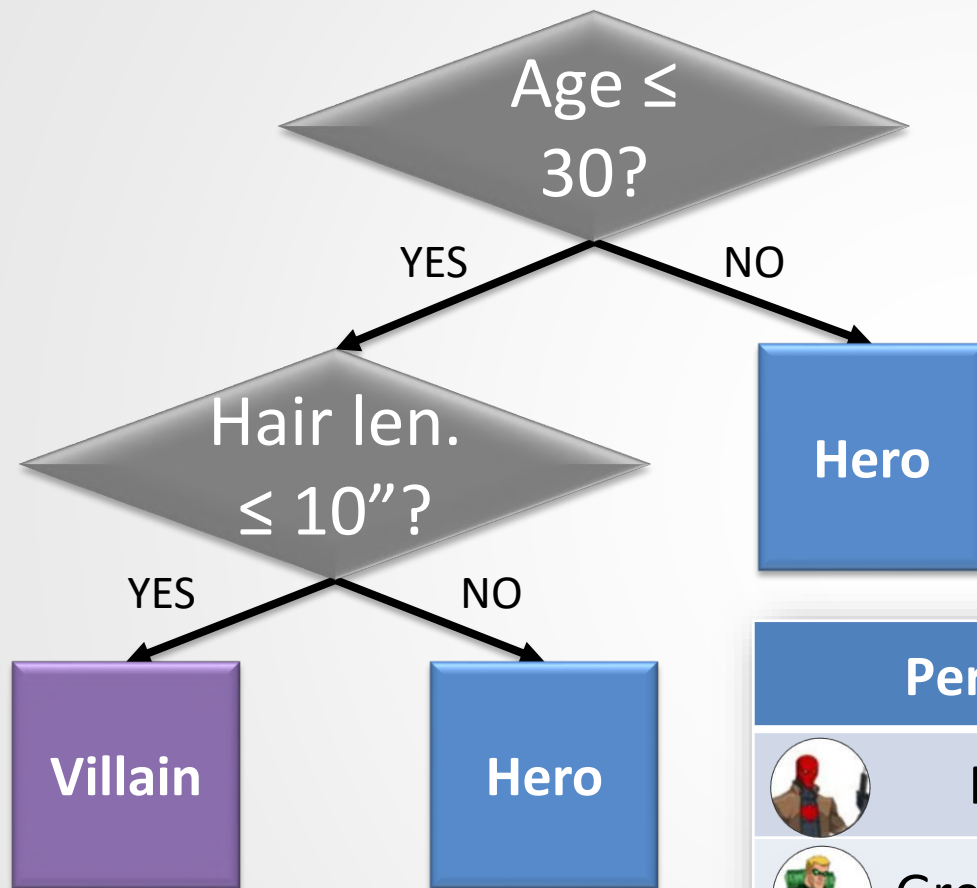 Age ≤
30?
YES
NO
Hair len.
≤ 10”?
Hero
YES
NO
Villain
Hero